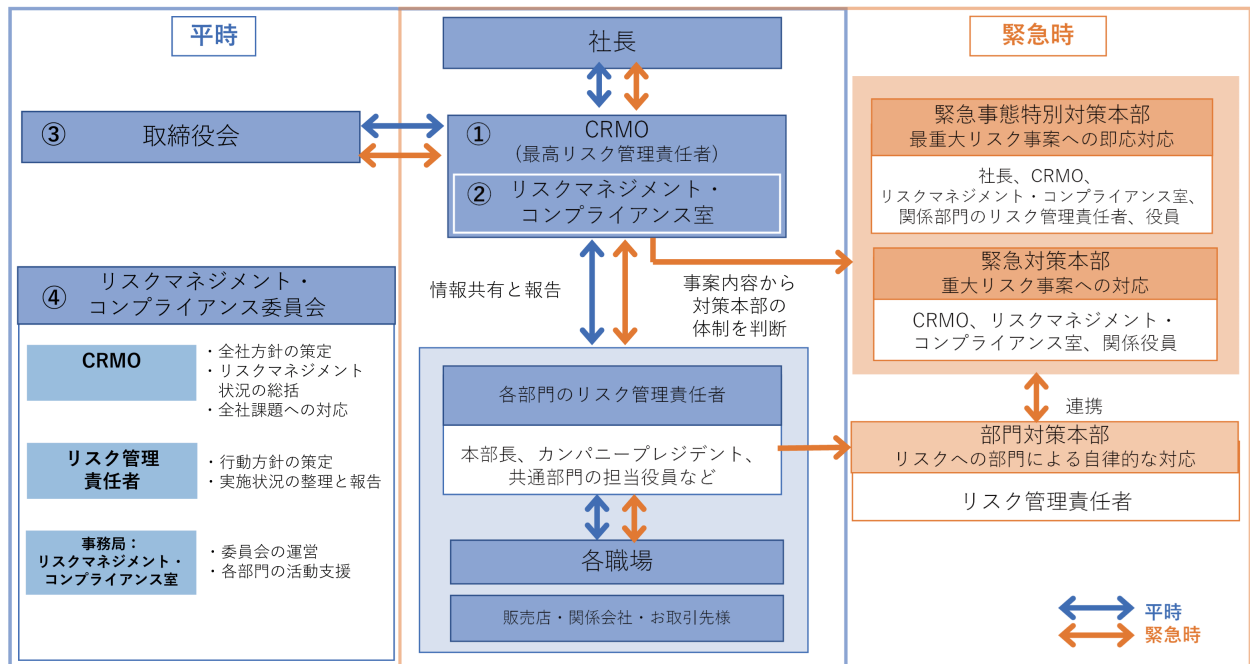 平時
社長
緊急時
③ 取締役会
①
CRMO
(最高リスク管理責任者)
② リスクマネジメント・
コンプライアンス室
緊急事態特別対策本部
最重大リスク事案への即応対応
社長、CRMO、
リスクマネジメント・コンプライアンス室、
関係部門のリスク管理責任者、役員
緊急対策本部
重大リスク事案への対応
CRMO、リスクマネジメント・
コンプライアンス室、関係役員
情報共有と報告
事案内容から
対策本部の
体制を判断
④
リスクマネジメント・
コンプライアンス委員会
CRMO
・全社方針の策定
・リスクマネジメント
状況の総括
・全社課題への対応
リスク管理
責任者
・行動方針の策定
・実施状況の整理と報告
事務局：
リスクマネジメント・
コンプライアンス室
・委員会の運営
・各部門の活動支援
各部門のリスク管理責任者
本部長、カンパニープレジデント、
共通部門の担当役員など
各職場
販売店・関係会社・お取引先様
連携
部門対策本部
リスクへの部門による自律的な対応
リスク管理責任者
平時
緊急時